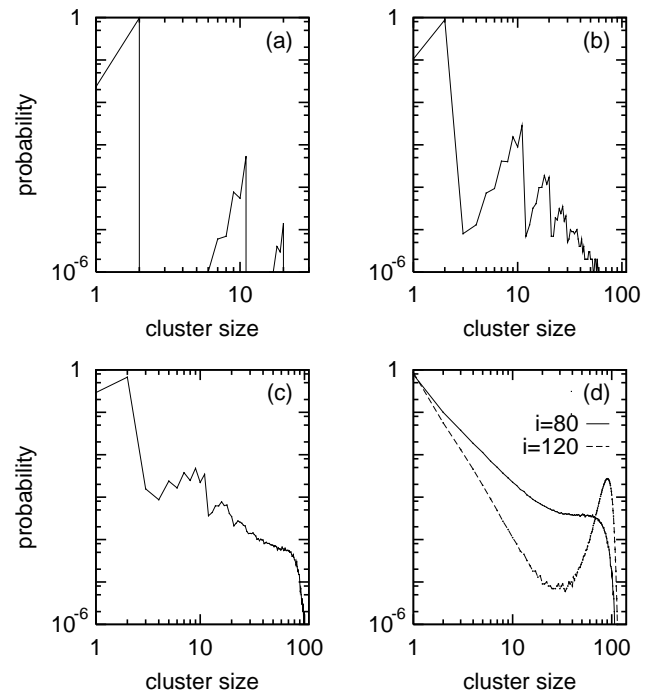 1
(a)
probability
10-6
1
10
cluster size
1
(b)
10-6
1
10
100
cluster size
1
(c)
probability
10-6
1
10
100
cluster size
1
(d)
i=80
i=120
10-6
1
10
100
cluster size